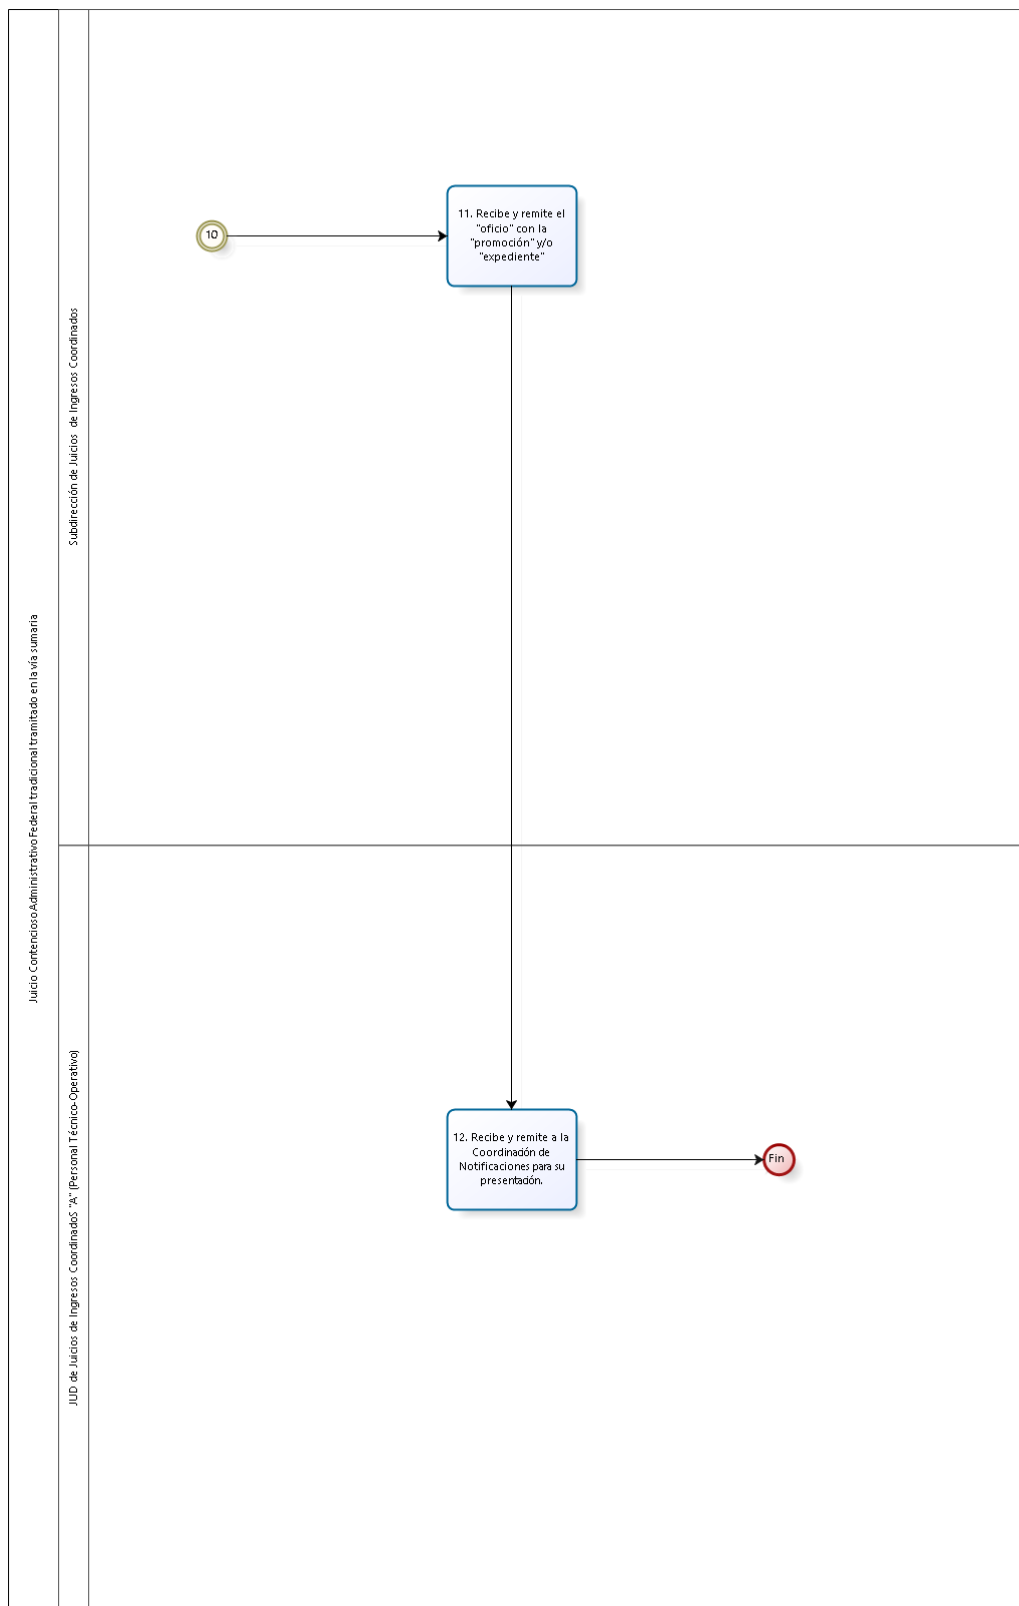 Juicio Contencioso Administrativo Federal tradicional tramitado en la vía sumaria
Subdirección de Juicios de Ingresos Coordinados
10
11. Recibe y remite el
"oficio" con la
"promoción" y/o
"expediente"
JUD de Juicios de Ingresos CoordinadoS "A" (Personal Técnico-Operativo)
12. Recibe y remite a la
Coordinación de
Notificaciones para su
presentación.
Fin